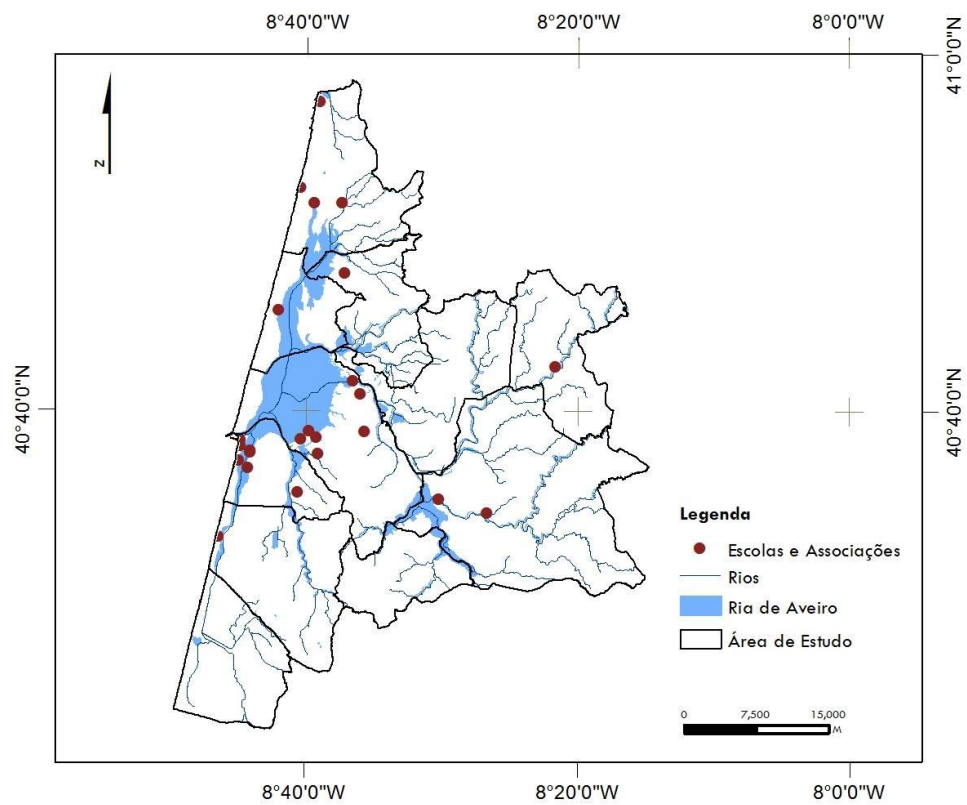 8°40'0"W 8°20'0"W 8°0'0"W
41°0'0"N
N
40°40'0"N 40°40'0"N
Legenda
Escolas e Associações
Rios
Ria de Aveiro
Área de Estudo
0 7,500 15,000
M
8°40'0"W 8°20'0"W 8°0'0"W